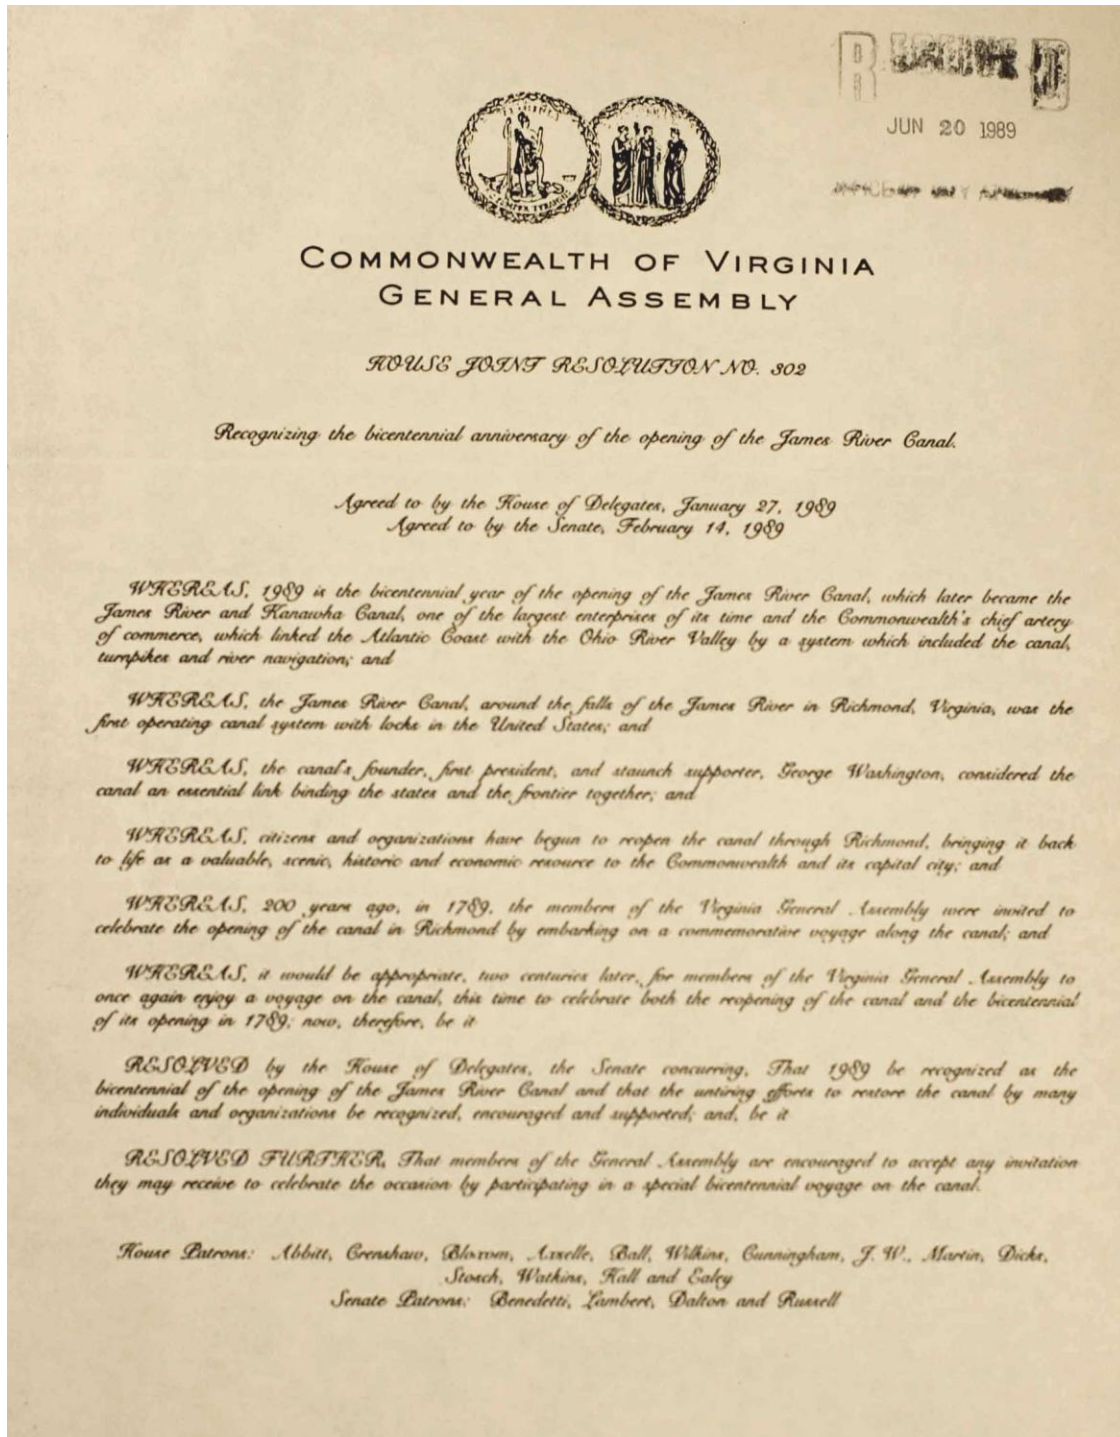 RECEIVED
JUN 20 1989
COMMONWEALTH OF VIRGINIA
GENERAL ASSEMBLY
HOUSE JOINT RESOLUTION NO. 302
Recognizing the bicentennial anniversary of the opening of the James River Canal.
Agreed to by the House of Delegates, January 27, 1989
Agreed to by the Senate, February 14, 1989
WHEREAS, 1989 is the bicentennial year of the opening of the James River Canal, which later became the
James River and Kanawha Canal, one of the largest enterprises of its time and the Commonwealth's chief artery
of commerce, which linked the Atlantic Coast with the Ohio River Valley by a system which included the canal,
turnpikes and river navigation; and
WHEREAS, the James River Canal, around the falls of the James River in Richmond, Virginia, was the
first operating canal system with locks in the United States; and
WHEREAS, the canal's founder, first president, and staunch supporter, George Washington, considered the
canal an essential link binding the states and the frontier together; and
WHEREAS, citizens and organizations have begun to reopen the canal through Richmond, bringing it back
to life as a valuable, scenic, historic and economic resource to the Commonwealth and its capital city; and
WHEREAS, 200 years ago, in 1789, the members of the Virginia General Assembly were invited to
celebrate the opening of the canal in Richmond by embarking on a commemorative voyage along the canal; and
WHEREAS, it would be appropriate, two centuries later, for members of the Virginia General Assembly to
once again enjoy a voyage on the canal, this time to celebrate both the reopening of the canal and the bicentennial
of its opening in 1789; now, therefore, be it
RESOLVED by the House of Delegates, the Senate concurring, That 1989 be recognized as the
bicentennial of the opening of the James River Canal and that the untiring efforts to restore the canal by many
individuals and organizations be recognized, encouraged and supported; and, be it
RESOLVED FURTHER, That members of the General Assembly are encouraged to accept any invitation
they may receive to celebrate the occasion by participating in a special bicentennial voyage on the canal.
House Patrons: Abbitt, Crenshaw, Bloxom, Axselle, Ball, Wilkins, Cunningham, J. W., Martin, Dicks,
Stosch, Watkins, Hall and Ealey
Senate Patrons: Benedetti, Lambert, Dalton and Russell